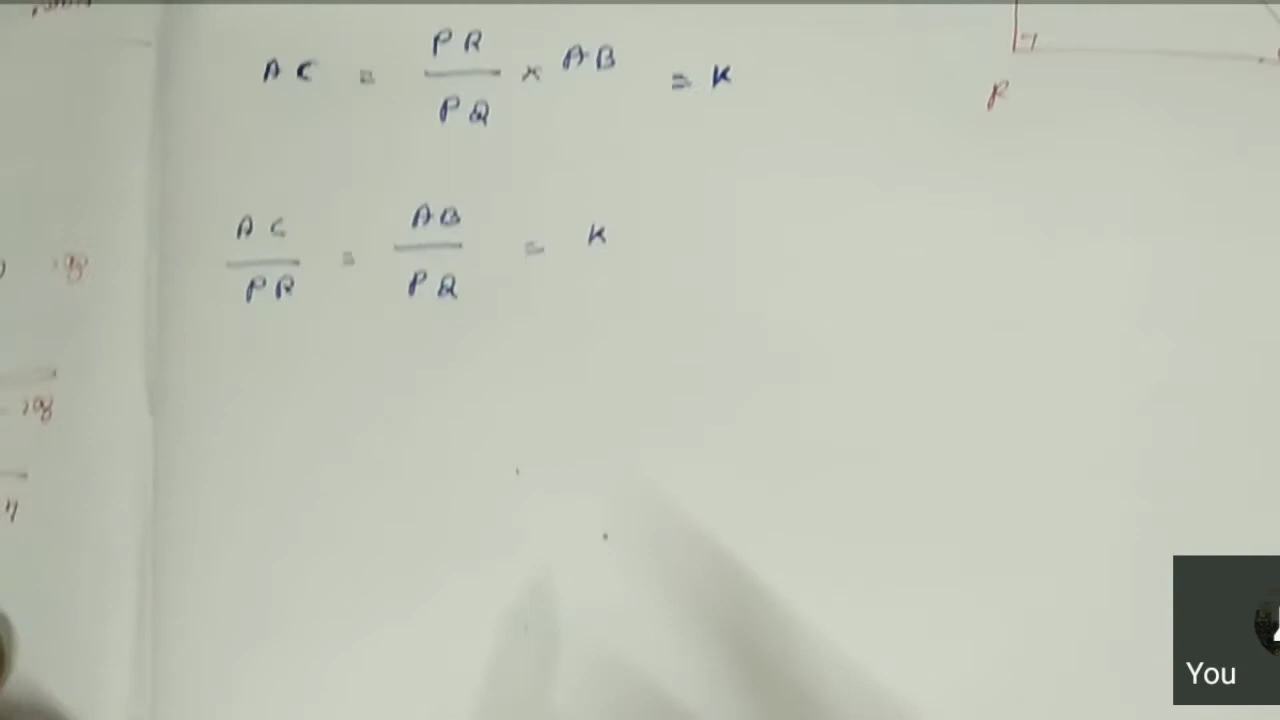 AC = PR/PQ × AB = K
P
AC/PR = AB/PQ = K
You